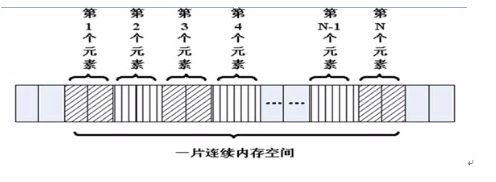 第1个元素
第2个元素
第3个元素
第4个元素
第N-1个元素
第N个元素
... ...
一片连续内存空间